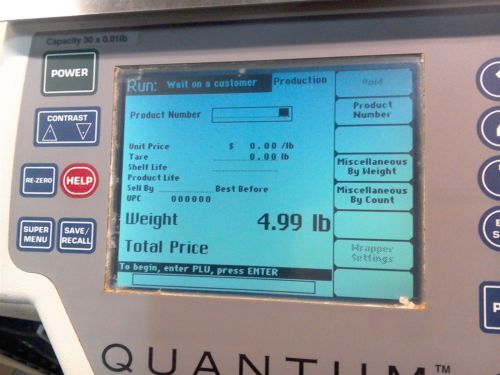 Capacity 30 x 0.01lb
POWER
CONTRAST
RE-ZERO
HELP
SUPER
MENU
SAVE/
RECALL
Run: Wait on a customer
Production
Void
Product Number
Product
Number
Unit Price $ 0.00 /lb
Tare 0.00 lb
Shelf Life
Product Life
Sell By Best Before
UPC 000000
Miscellaneous
By Weight
Miscellaneous
By Count
Weight 4.99 lb
Total Price
Wrapper
Settings
To begin, enter PLU, press ENTER
QUANTUM™